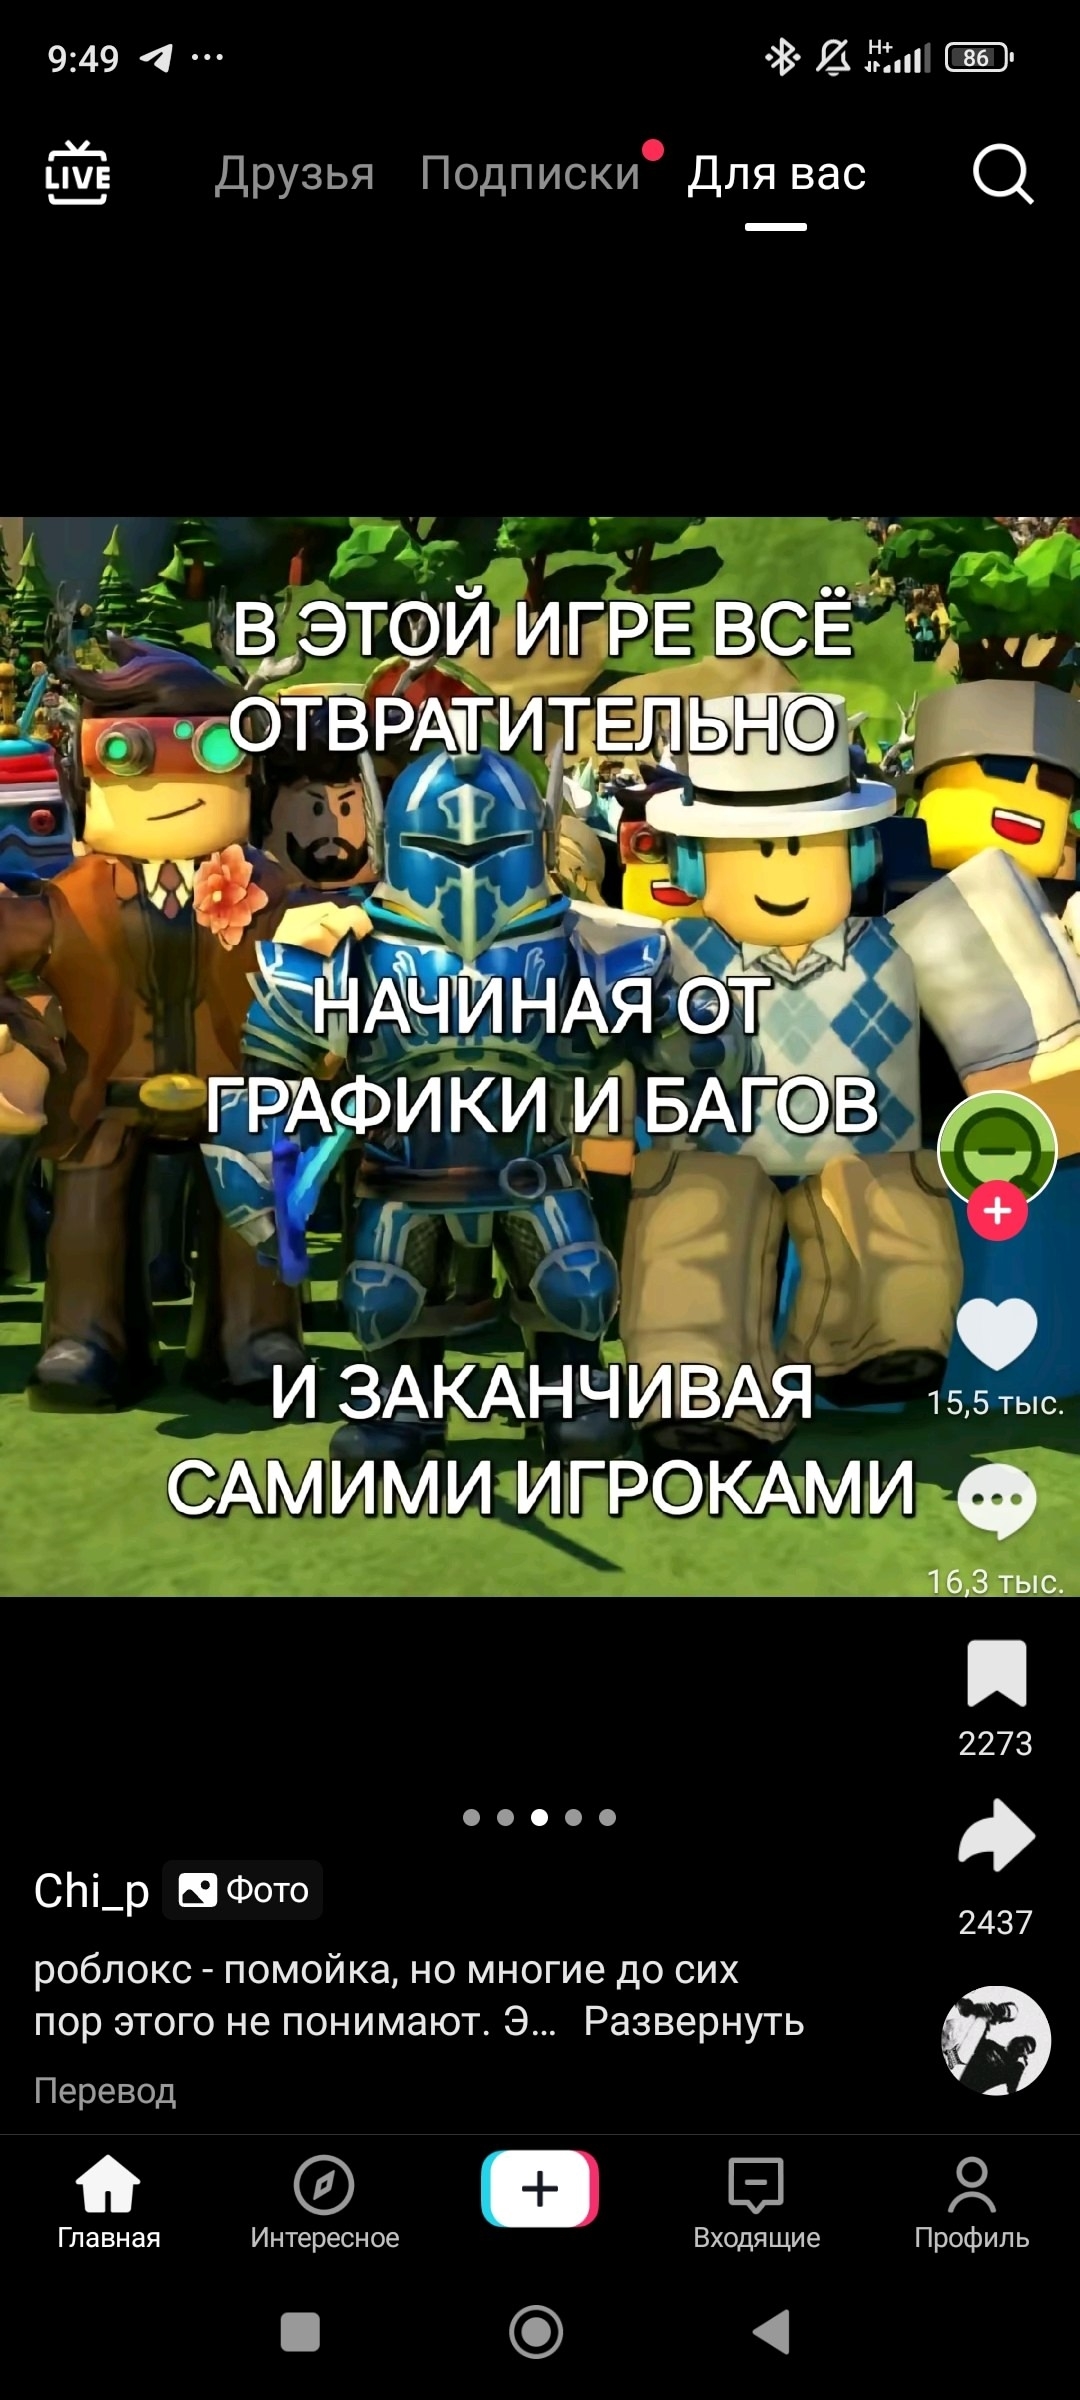 9:49
H+
86
LIVE
Друзья
Подписки
Для вас
В ЭТОЙ ИГРЕ ВСЁ
ОТВРАТИТЕЛЬНО
НАЧИНАЯ ОТ
ГРАФИКИ И БАГОВ
И ЗАКАНЧИВАЯ
САМИМИ ИГРОКАМИ
15,5 тыс.
16,3 тыс.
2273
2437
Chi_p
Фото
роблокс - помойка, но многие до сих
пор этого не понимают. Э... Развернуть
Перевод
Главная
Интересное
Входящие
Профиль